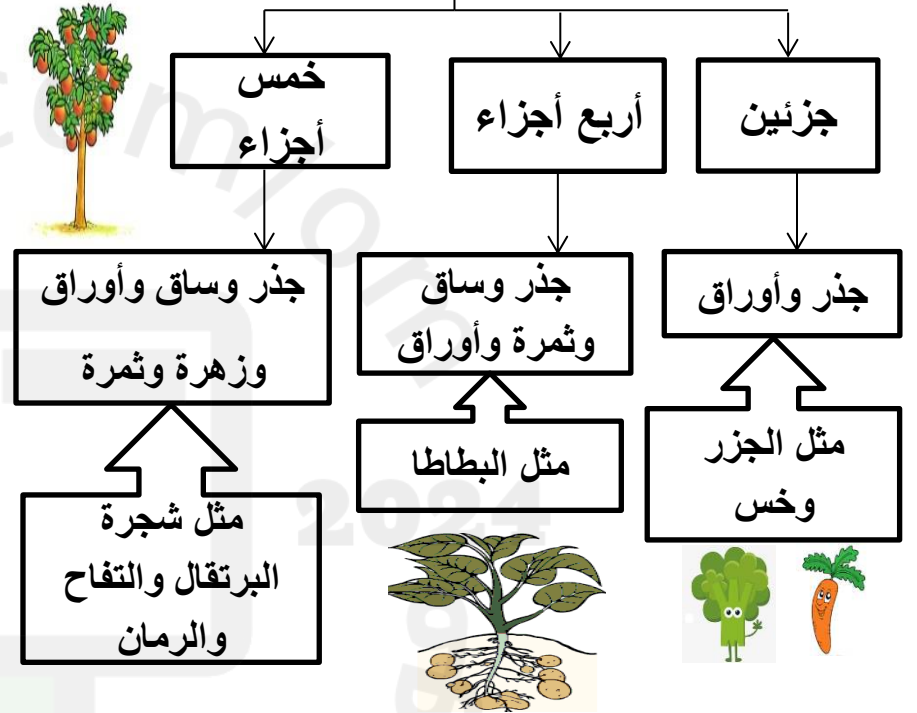 جزئين
أربع أجزاء
خمس
أجزاء
جذر وأوراق
جذر وساق
وثمرة وأوراق
جذر وساق وأوراق
وزهرة وثمرة
مثل الجزر
وخس
مثل البطاطا
مثل شجرة
البرتقال والتفاح
والرمان
2024